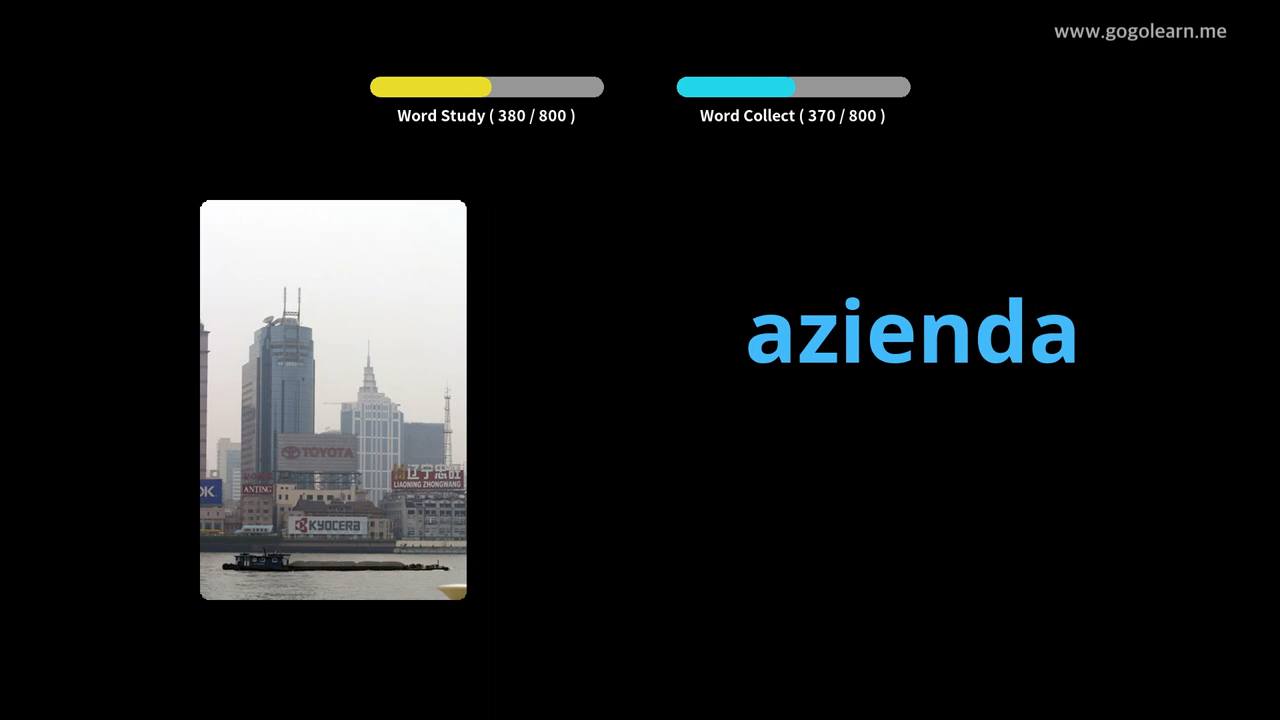 www.gogolearn.me
Word Study ( 380 / 800 )
Word Collect ( 370 / 800 )
azienda
TOYOTA
辽宁忠旺
LIAONING ZHONGWANG
OK
ANTING
KYOCERA